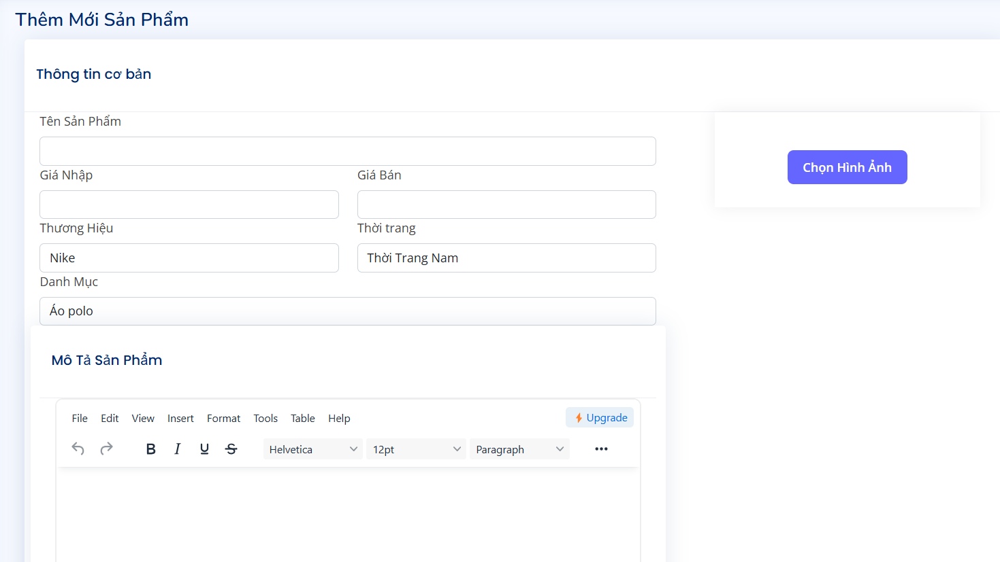 Thêm Mới Sản Phẩm
Thông tin cơ bản
Tên Sản Phẩm
Chọn Hình Ảnh
Giá Nhập Giá Bán
Thương Hiệu Thời trang
Nike Thời Trang Nam
Danh Mục
Áo polo
Mô Tả Sản Phẩm
File Edit View Insert Format Tools Table Help Upgrade
B I U S Helvetica 12pt Paragraph